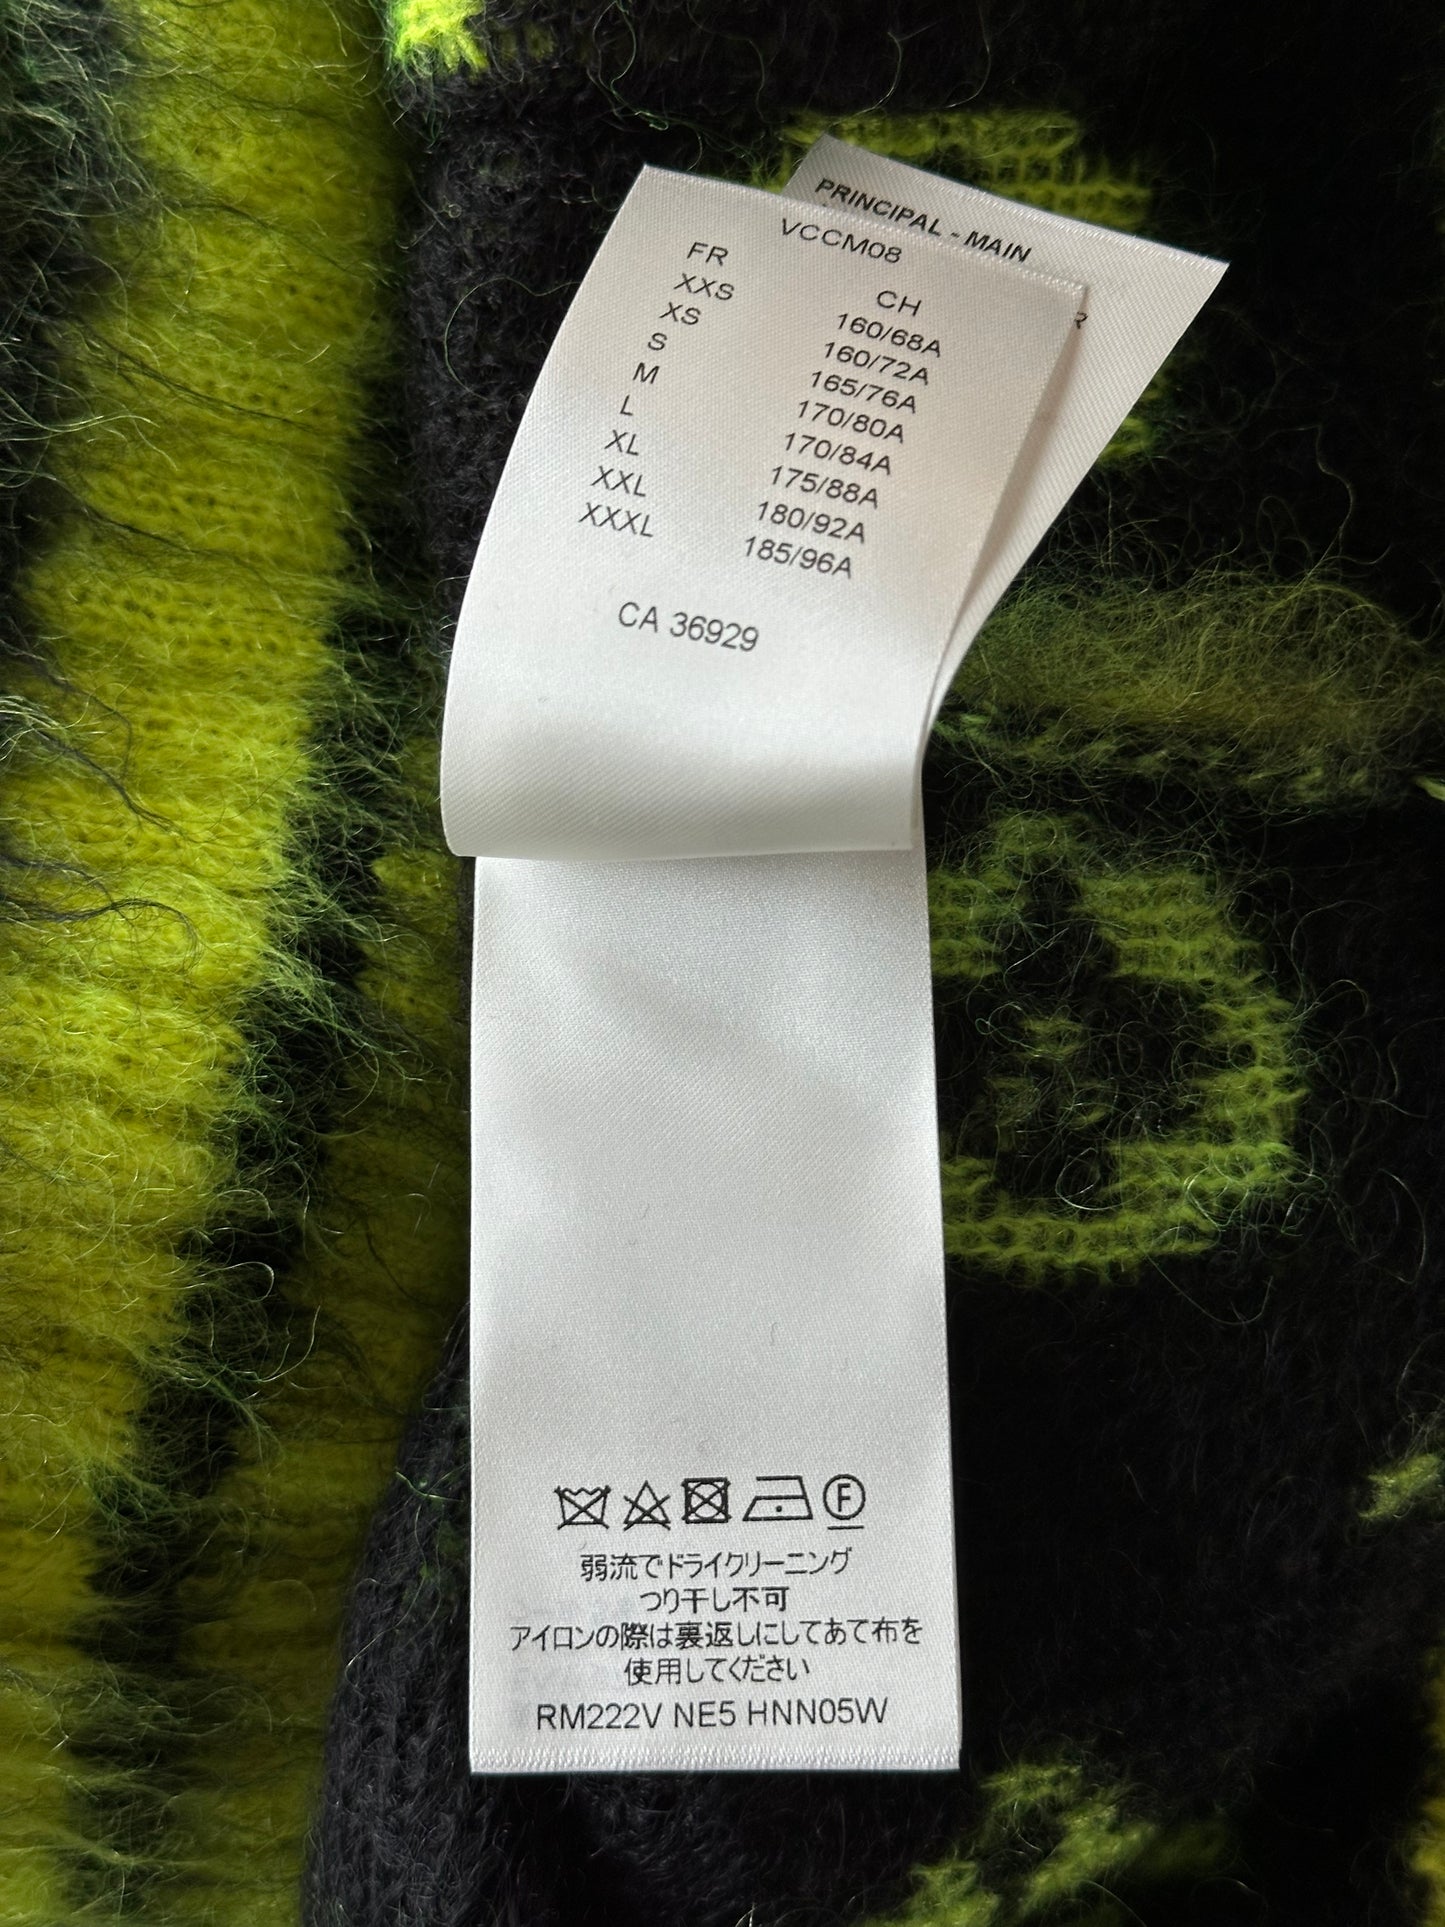 PRINCIPAL - MAIN
VCCM08
FR CH
XXS 160/68A
XS 160/72A
S 165/76A
M 170/80A
L 170/84A
XL 175/88A
XXL 180/92A
XXXL 185/96A
CA 36929
F
弱流でドライクリーニング
つり干し不可
アイロンの際は裏返しにしてあて布を
使用してください
RM222V NE5 HNN05W